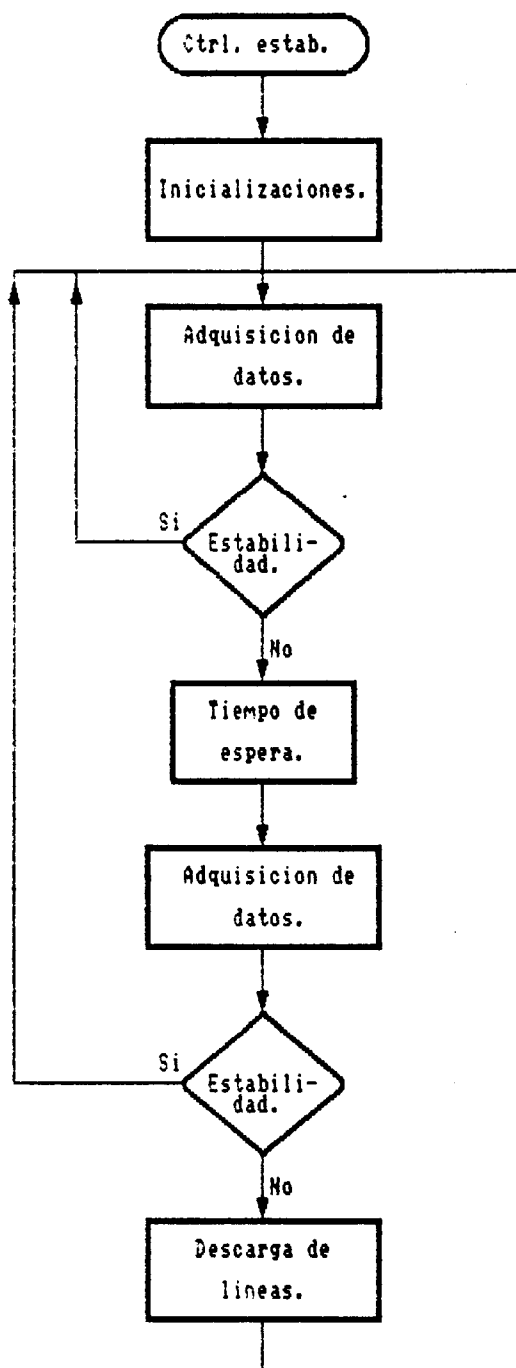 Ctrl. estab.
Inicializaciones.
Adquisicion de
datos.
Si
Estabili-
dad.
No
Tiempo de
espera.
Adquisicion de
datos.
Si
Estabili-
dad.
No
Descarga de
lineas.